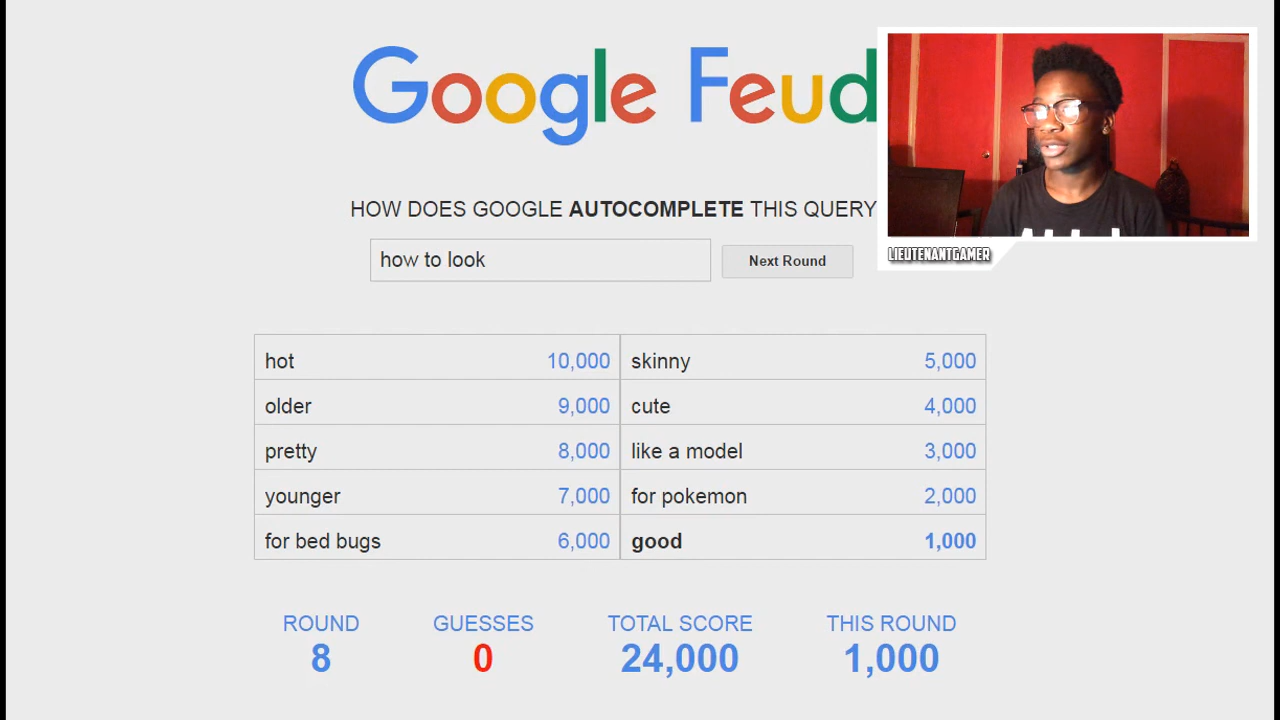 Google Feud
HOW DOES GOOGLE AUTOCOMPLETE THIS QUERY
how to look
Next Round
LIEUTENANTGAMER
hot 10,000 skinny 5,000
older 9,000 cute 4,000
pretty 8,000 like a model 3,000
younger 7,000 for pokemon 2,000
for bed bugs 6,000 good 1,000
ROUND GUESSES TOTAL SCORE THIS ROUND
8 0 24,000 1,000